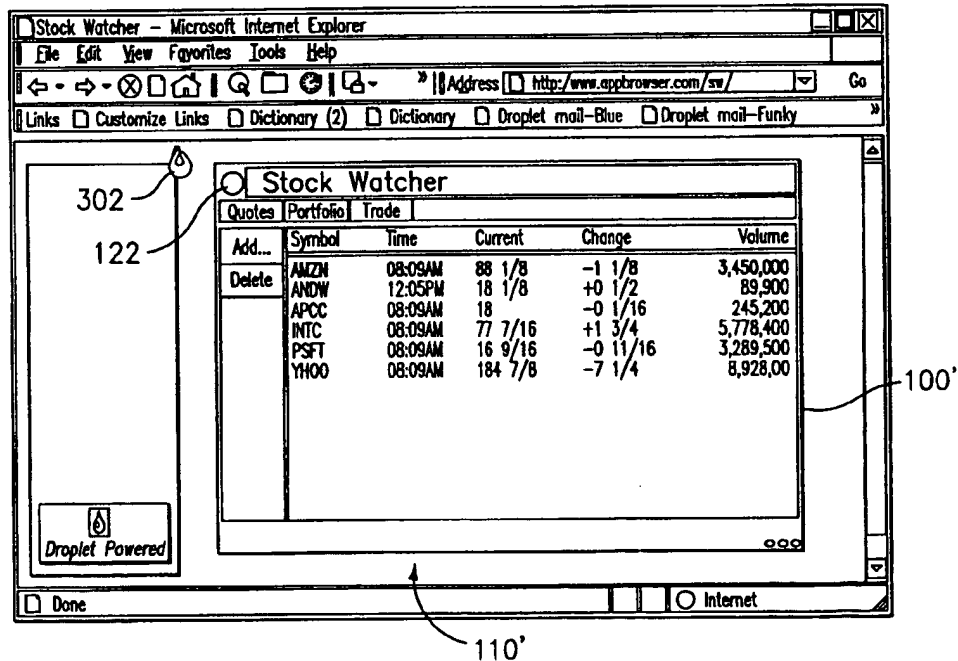 Stock Watcher – Microsoft Internet Explorer
File Edit View Favorites Tools Help
» Address http:/www.appbrowser.com/sw/ Go
Links Customize Links Dictionary (2) Dictionary Droplet mail–Blue Droplet mail–Funky »
302
122
Stock Watcher
Quotes Portfolio Trade
Add...
Delete
Symbol Time Current Change Volume
AMZN 08:09AM 88 1/8 –1 1/8 3,450,000
ANDW 12:05PM 18 1/8 +0 1/2 89,900
APCC 08:09AM 18 –0 1/16 245,200
INTC 08:09AM 77 7/16 +1 3/4 5,778,400
PSFT 08:09AM 16 9/16 –0 11/16 3,289,500
YHOO 08:09AM 184 7/8 –7 1/4 8,928,00
100'
Droplet Powered
Done Internet
110'